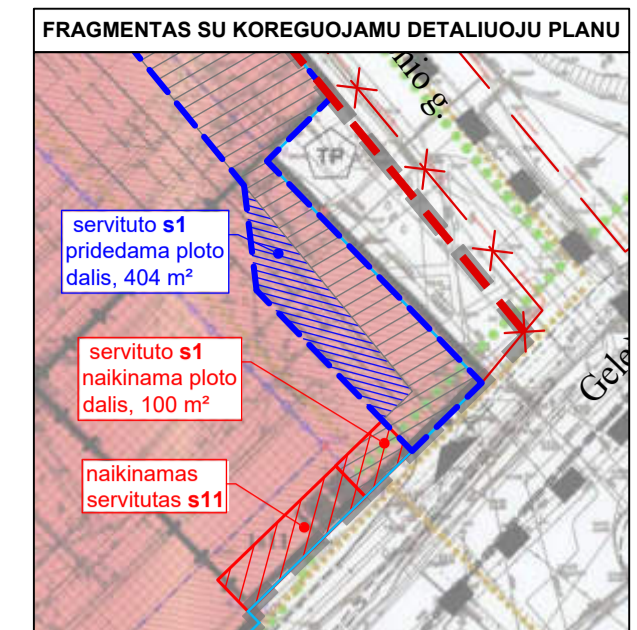 FRAGMENTAS SU KOREGUOJAMU DETALIUOJU PLANU
nio g.
TP
servituto s1
pridedama ploto
dalis, 404 m²
servituto s1
naikinama ploto
dalis, 100 m²
Gelež
naikinamas
servitutas s11